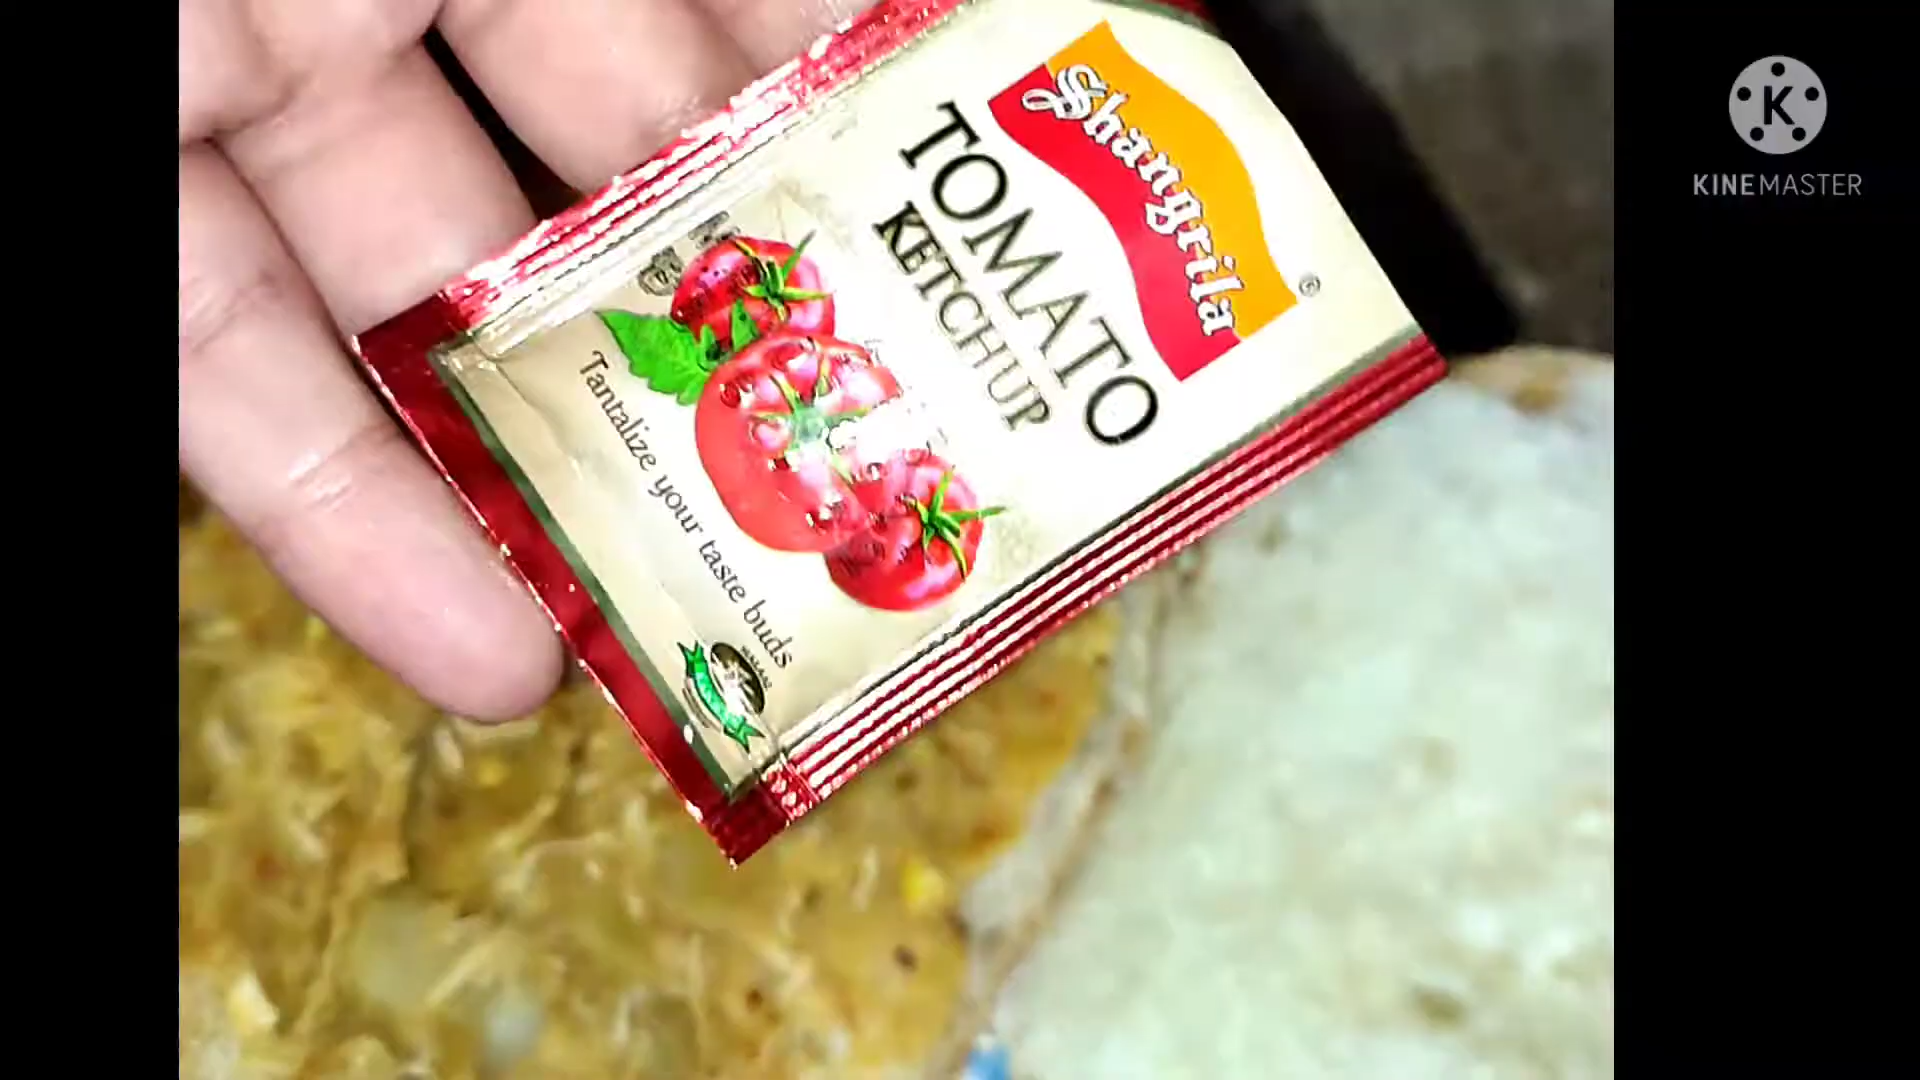 Shangrila
®
TOMATO
KETCHUP
Tantalize your taste buds
K
KINEMASTER